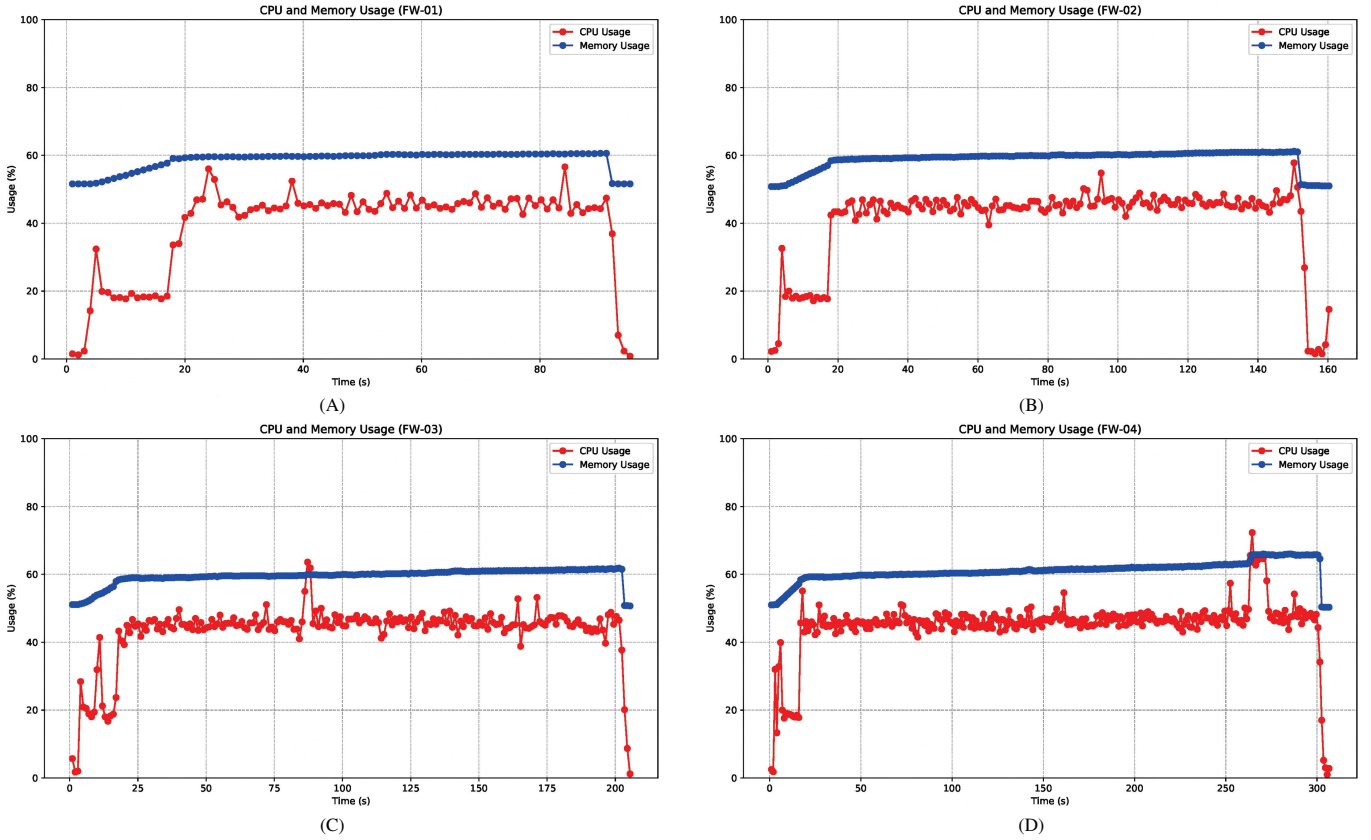 CPU and Memory Usage (FW-01)
100
80
60
40
20
0
Usage (%)
CPU Usage
Memory Usage
0
20
40
60
80
Time (s)
(A)
CPU and Memory Usage (FW-02)
100
80
60
40
20
0
Usage (%)
CPU Usage
Memory Usage
0
20
40
60
80
100
120
140
160
Time (s)
(B)
CPU and Memory Usage (FW-03)
100
80
60
40
20
0
Usage (%)
CPU Usage
Memory Usage
0
25
50
75
100
125
150
175
200
Time (s)
(C)
CPU and Memory Usage (FW-04)
100
80
60
40
20
0
Usage (%)
CPU Usage
Memory Usage
0
50
100
150
200
250
300
Time (s)
(D)